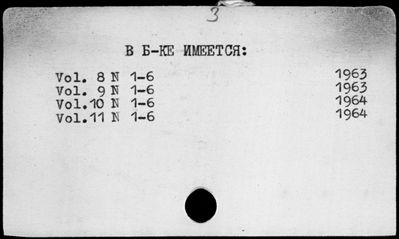 3
В Б-КЕ ИМЕЕТСЯ:
Vol. 8 N 1-6 1963
Vol. 9 N 1-6 1963
Vol.10 N 1-6 1964
Vol.11 N 1-6 1964